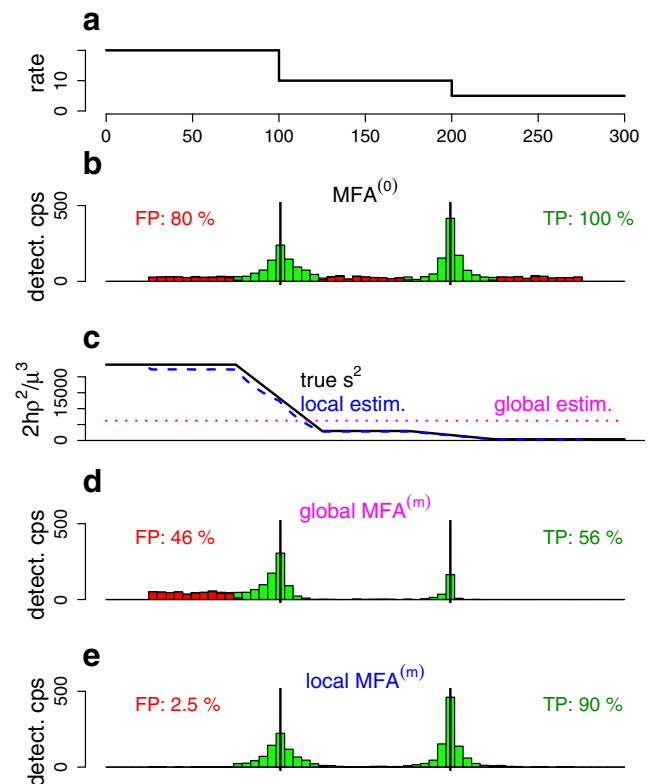 a
rate
0
10
0
50
100
150
200
250
300
b
MFA(0)
detect. cps
0
500
FP: 80 %
TP: 100 %
c
2hρ²/μ³
0
15000
true s²
local estim.
global estim.
d
global MFA(m)
detect. cps
0
500
FP: 46 %
TP: 56 %
e
local MFA(m)
detect. cps
0
500
FP: 2.5 %
TP: 90 %